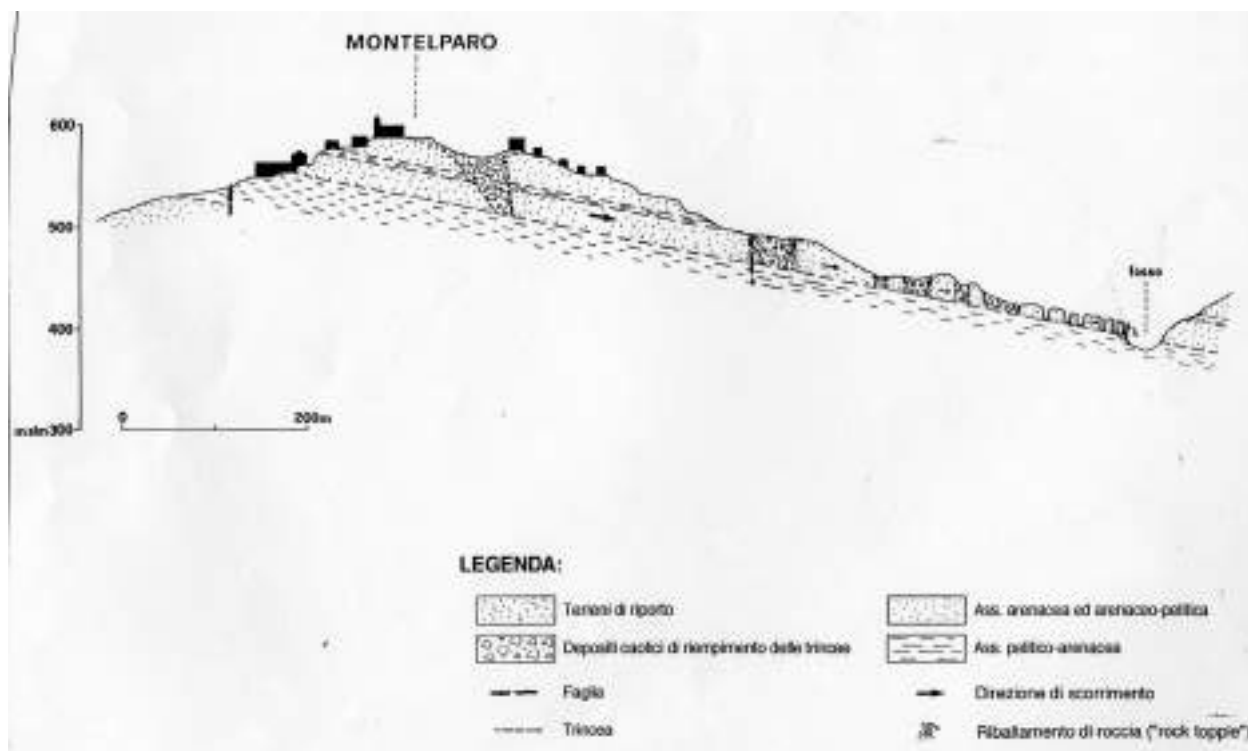 MONTELPARO
600
500
fosso
400
0 200m
m.slm 300
LEGENDA:
Terreni di riporto
Ass. arenacea ed arenaceo-pelitica
Depositi caotici di riempimento delle trincee
Ass. pelitico-arenacea
Faglia
Direzione di scorrimento
Trincea
Ribaltamento di roccia ("rock topple")